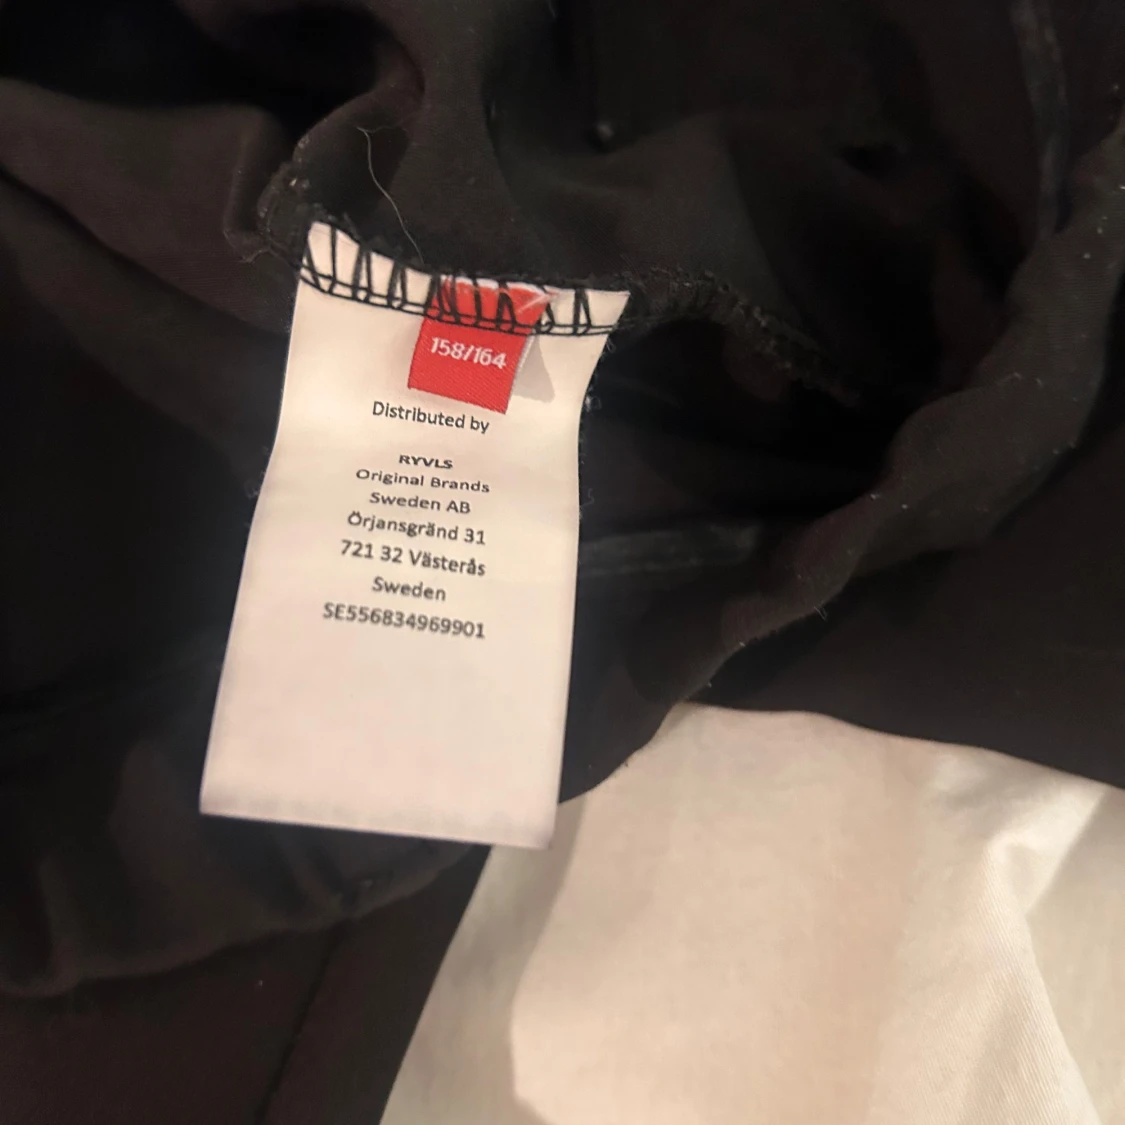 158/164
Distributed by
RYVLS
Original Brands
Sweden AB
Örjansgränd 31
721 32 Västerås
Sweden
SE556834969901